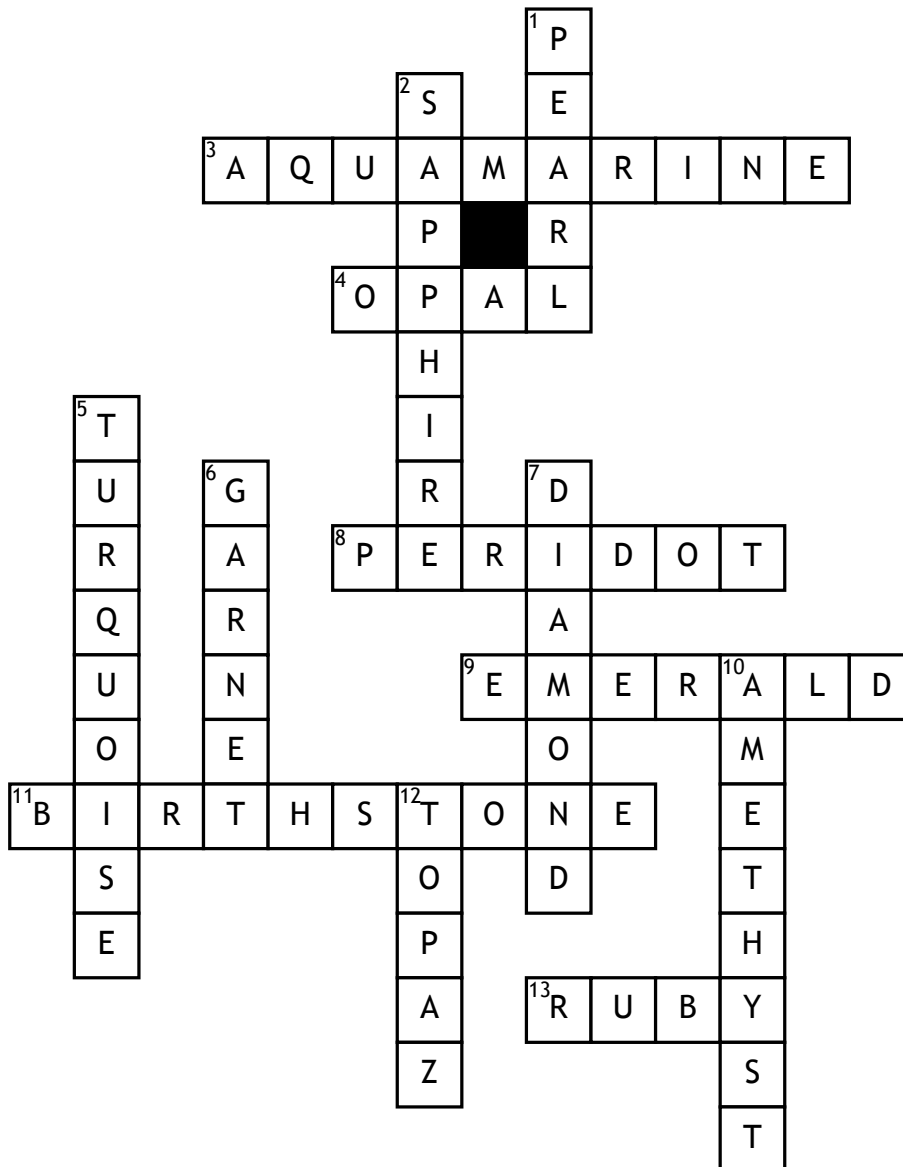 1 P
2 S E
3 A Q U A M A R I N E
P R
4 O P A L
H
5 T I
U 6 G R 7 D
R A 8 P E R I D O T
Q R A
U N 9 E M E R 10 A L D
O E O M
11 B I R T H S 12 T O N E E
S O D T
E P H
A 13 R U B Y
Z S
T